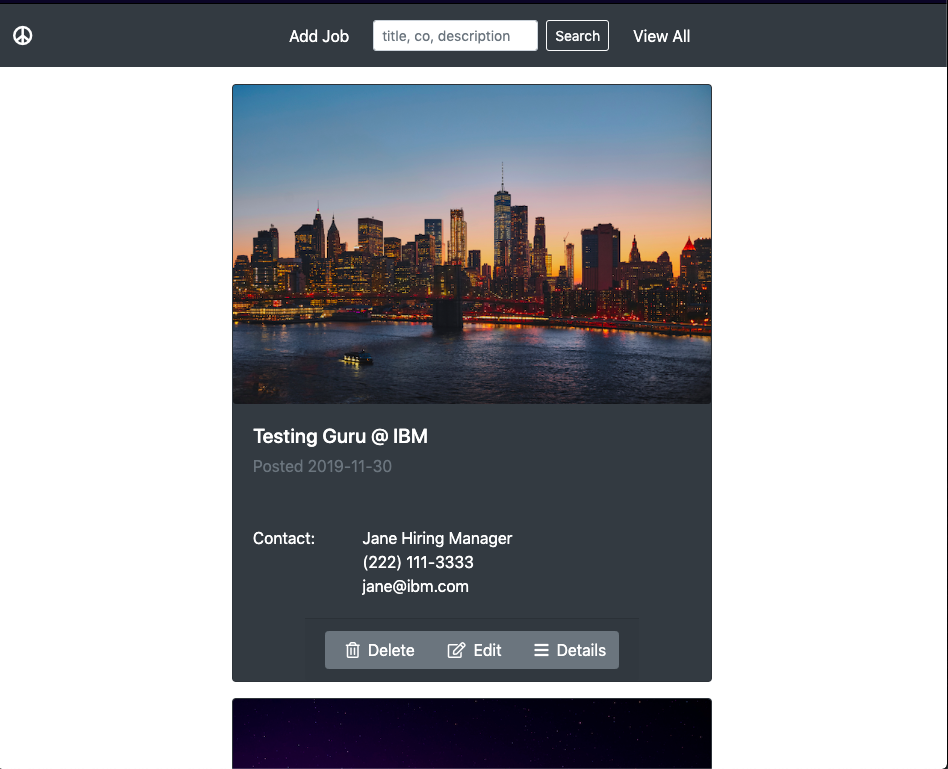 Add Job
title, co, description
Search
View All
Testing Guru @ IBM
Posted 2019-11-30
Contact:
Jane Hiring Manager
(222) 111-3333
jane@ibm.com
Delete
Edit
Details